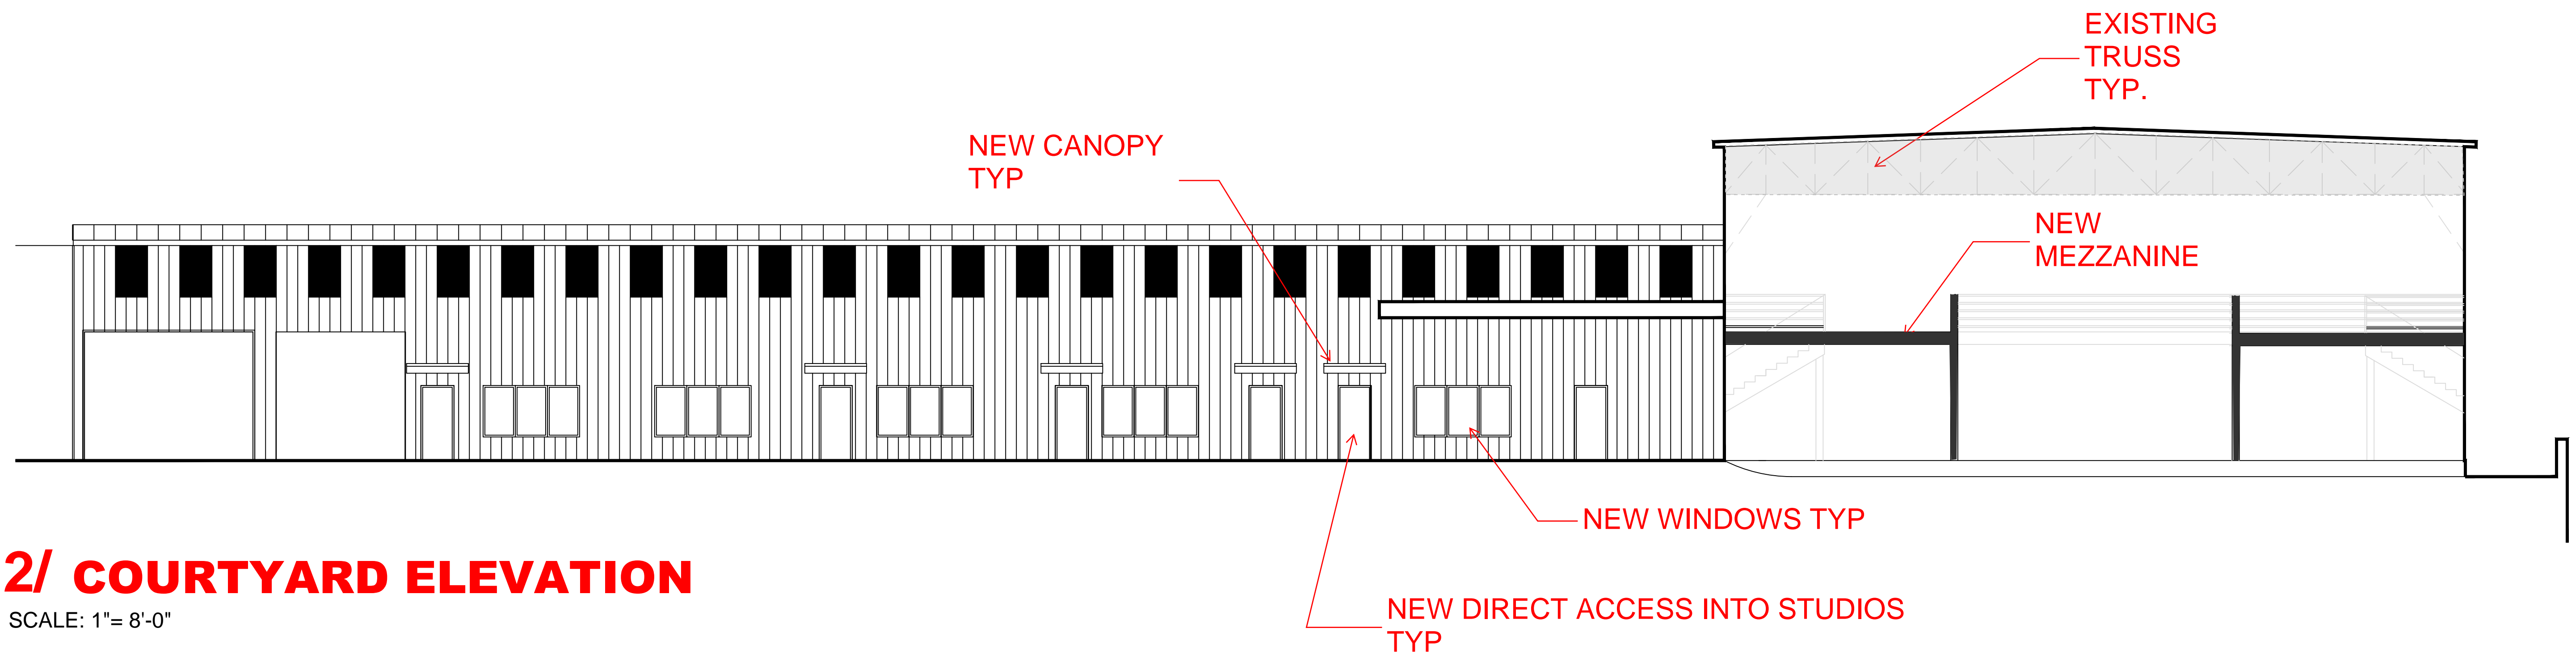 EXISTING
TRUSS
TYP.
NEW CANOPY
TYP
NEW
MEZZANINE
NEW WINDOWS TYP
2/ COURTYARD ELEVATION
SCALE: 1"= 8'-0"
NEW DIRECT ACCESS INTO STUDIOS
TYP